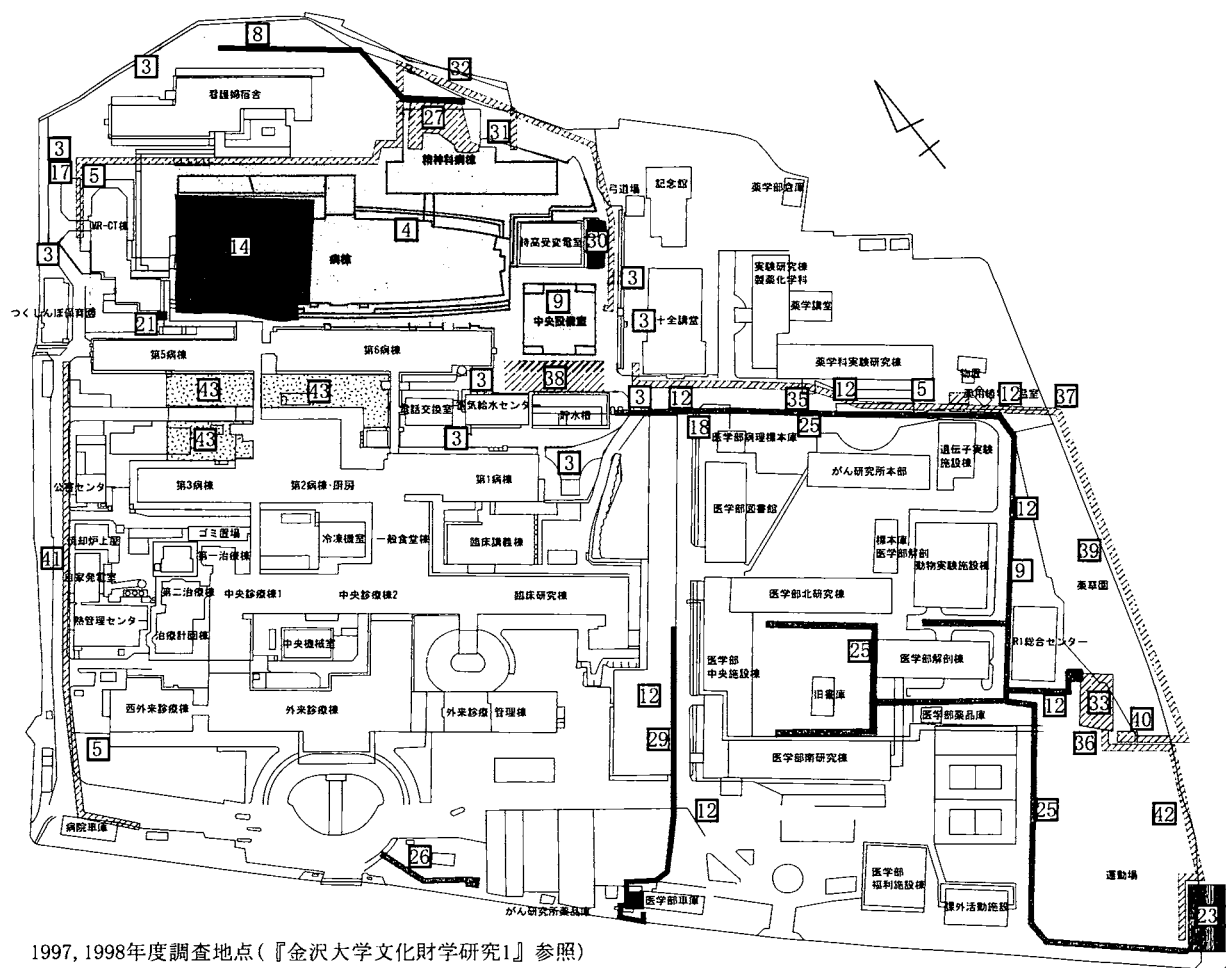 8
3
32
看護婦宿舎
27
31
3
17
5
精神科病棟
弓道場
記念館
薬学部倉庫
MR-CT棟
14
4
病棟
特高受変電室
30
3
実験研究棟
製薬化学科
薬学講堂
3
9
中央設備室
3
十全講堂
つくしんぼ保育園
21
第5病棟
第6病棟
薬学科実験研究棟
物置
43
43
3
38
3
12
35
12
5
12
37
電話交換室
電気給水センター
貯水槽
18
25
医学部病理標本庫
遺伝子実験
施設棟
43
3
3
公害センター
第3病棟
第2病棟・厨房
第1病棟
がん研究所本部
医学部図書館
12
ゴミ置場
冷凍機室
一般食堂棟
臨床講義棟
標本庫
医学部解剖
39
41
焼却炉上屋
第一治療棟
動物実験施設棟
9
薬草園
自家発電室
第二治療棟
中央診療棟1
中央診療棟2
臨床研究棟
医学部北研究棟
熱管理センター
治療計画棟
中央機械室
R1総合センター
医学部
中央施設棟
25
医学部解剖棟
旧書庫
12
12
33
西外来診療棟
外来診療棟
外来診療・管理棟
医学部薬品庫
40
5
29
36
医学部南研究棟
12
25
42
病院車庫
26
医学部
福利施設棟
運動場
がん研究所薬品庫
医学部車庫
課外活動施設
23
1997, 1998年度調査地点(『金沢大学文化財学研究1』参照)